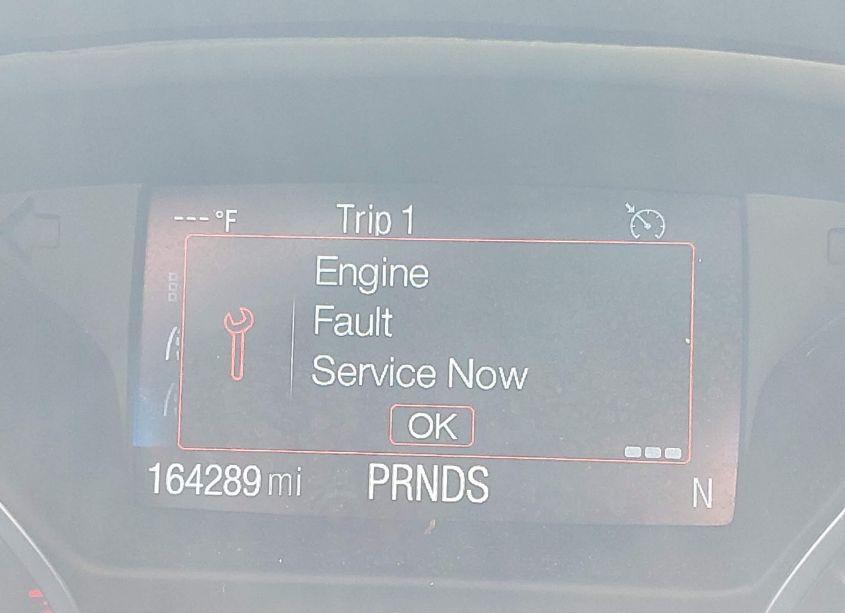 ---°F Trip 1
Engine
Fault
Service Now
OK
164289 mi PRNDS N